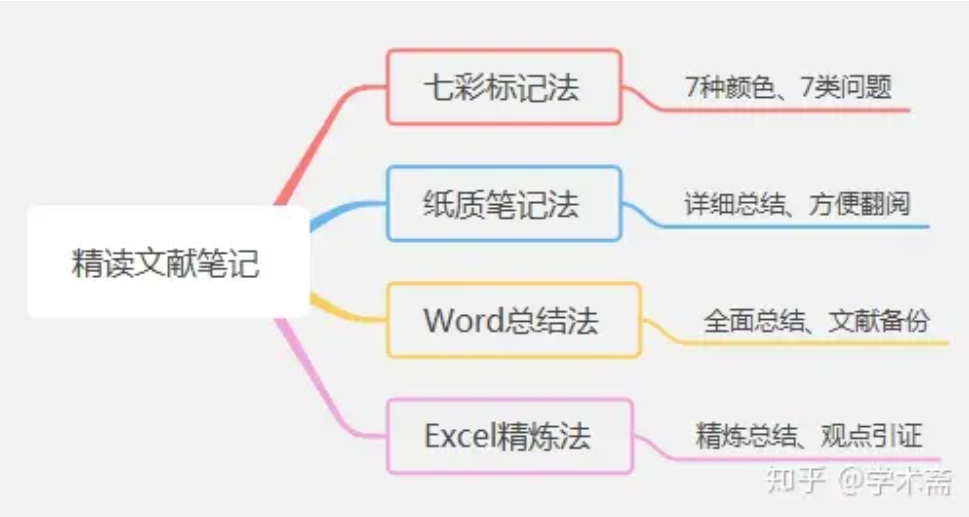 精读文献笔记
七彩标记法
7种颜色、7类问题
纸质笔记法
详细总结、方便翻阅
Word总结法
全面总结、文献备份
Excel精炼法
精炼总结、观点引证
知乎 @学术斋